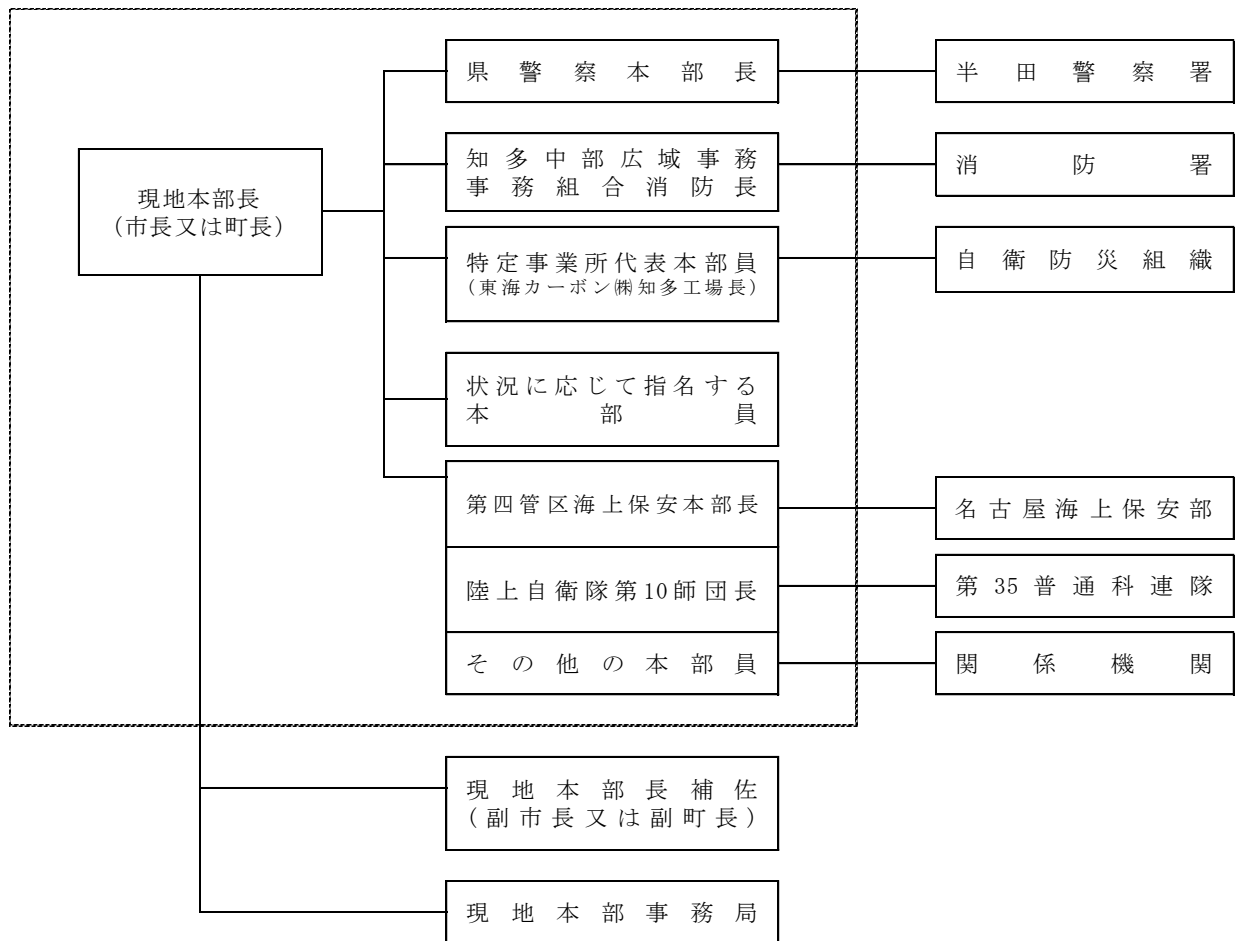 県警察本部長
半田警察署
知多中部広域事務
事務組合消防長
消防署
現地本部長
(市長又は町長)
特定事業所代表本部員
(東海カーボン㈱知多工場長)
自衛防災組織
状況に応じて指名する
本部員
第四管区海上保安本部長
名古屋海上保安部
陸上自衛隊第10師団長
第35普通科連隊
その他の本部員
関係機関
現地本部長補佐
(副市長又は副町長)
現地本部事務局